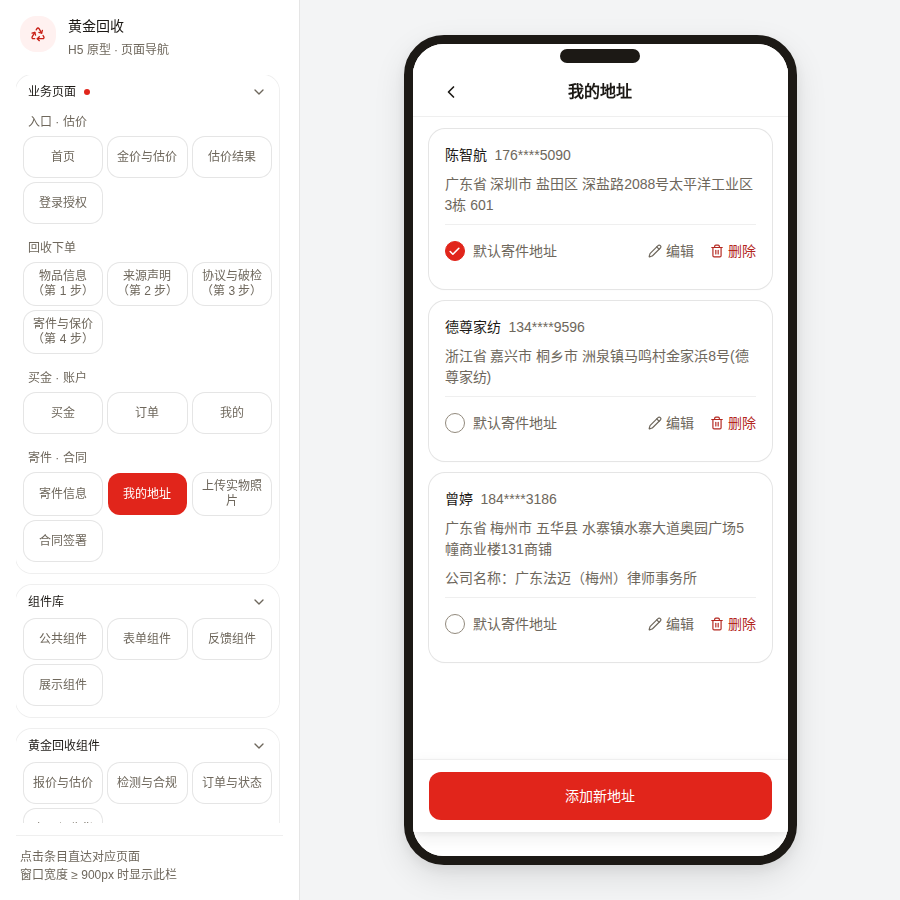 黄金回收
H5 原型 · 页面导航
业务页面
入口 · 估价
首页
金价与估价
估价结果
登录授权
回收下单
物品信息
（第 1 步）
来源声明
（第 2 步）
协议与破检
（第 3 步）
寄件与保价
（第 4 步）
买金 · 账户
买金
订单
我的
寄件 · 合同
寄件信息
我的地址
上传实物照
片
合同签署
组件库
公共组件
表单组件
反馈组件
展示组件
黄金回收组件
报价与估价
检测与合规
订单与状态
点击条目直达对应页面
窗口宽度 ≥ 900px 时显示此栏
我的地址
陈智航 176****5090
广东省 深圳市 盐田区 深盐路2088号太平洋工业区
3栋 601
默认寄件地址
编辑
删除
德尊家纺 134****9596
浙江省 嘉兴市 桐乡市 洲泉镇马鸣村金家浜8号(德
尊家纺)
默认寄件地址
编辑
删除
曾婷 184****3186
广东省 梅州市 五华县 水寨镇水寨大道奥园广场5
幢商业楼131商铺
公司名称：广东法迈（梅州）律师事务所
默认寄件地址
编辑
删除
添加新地址